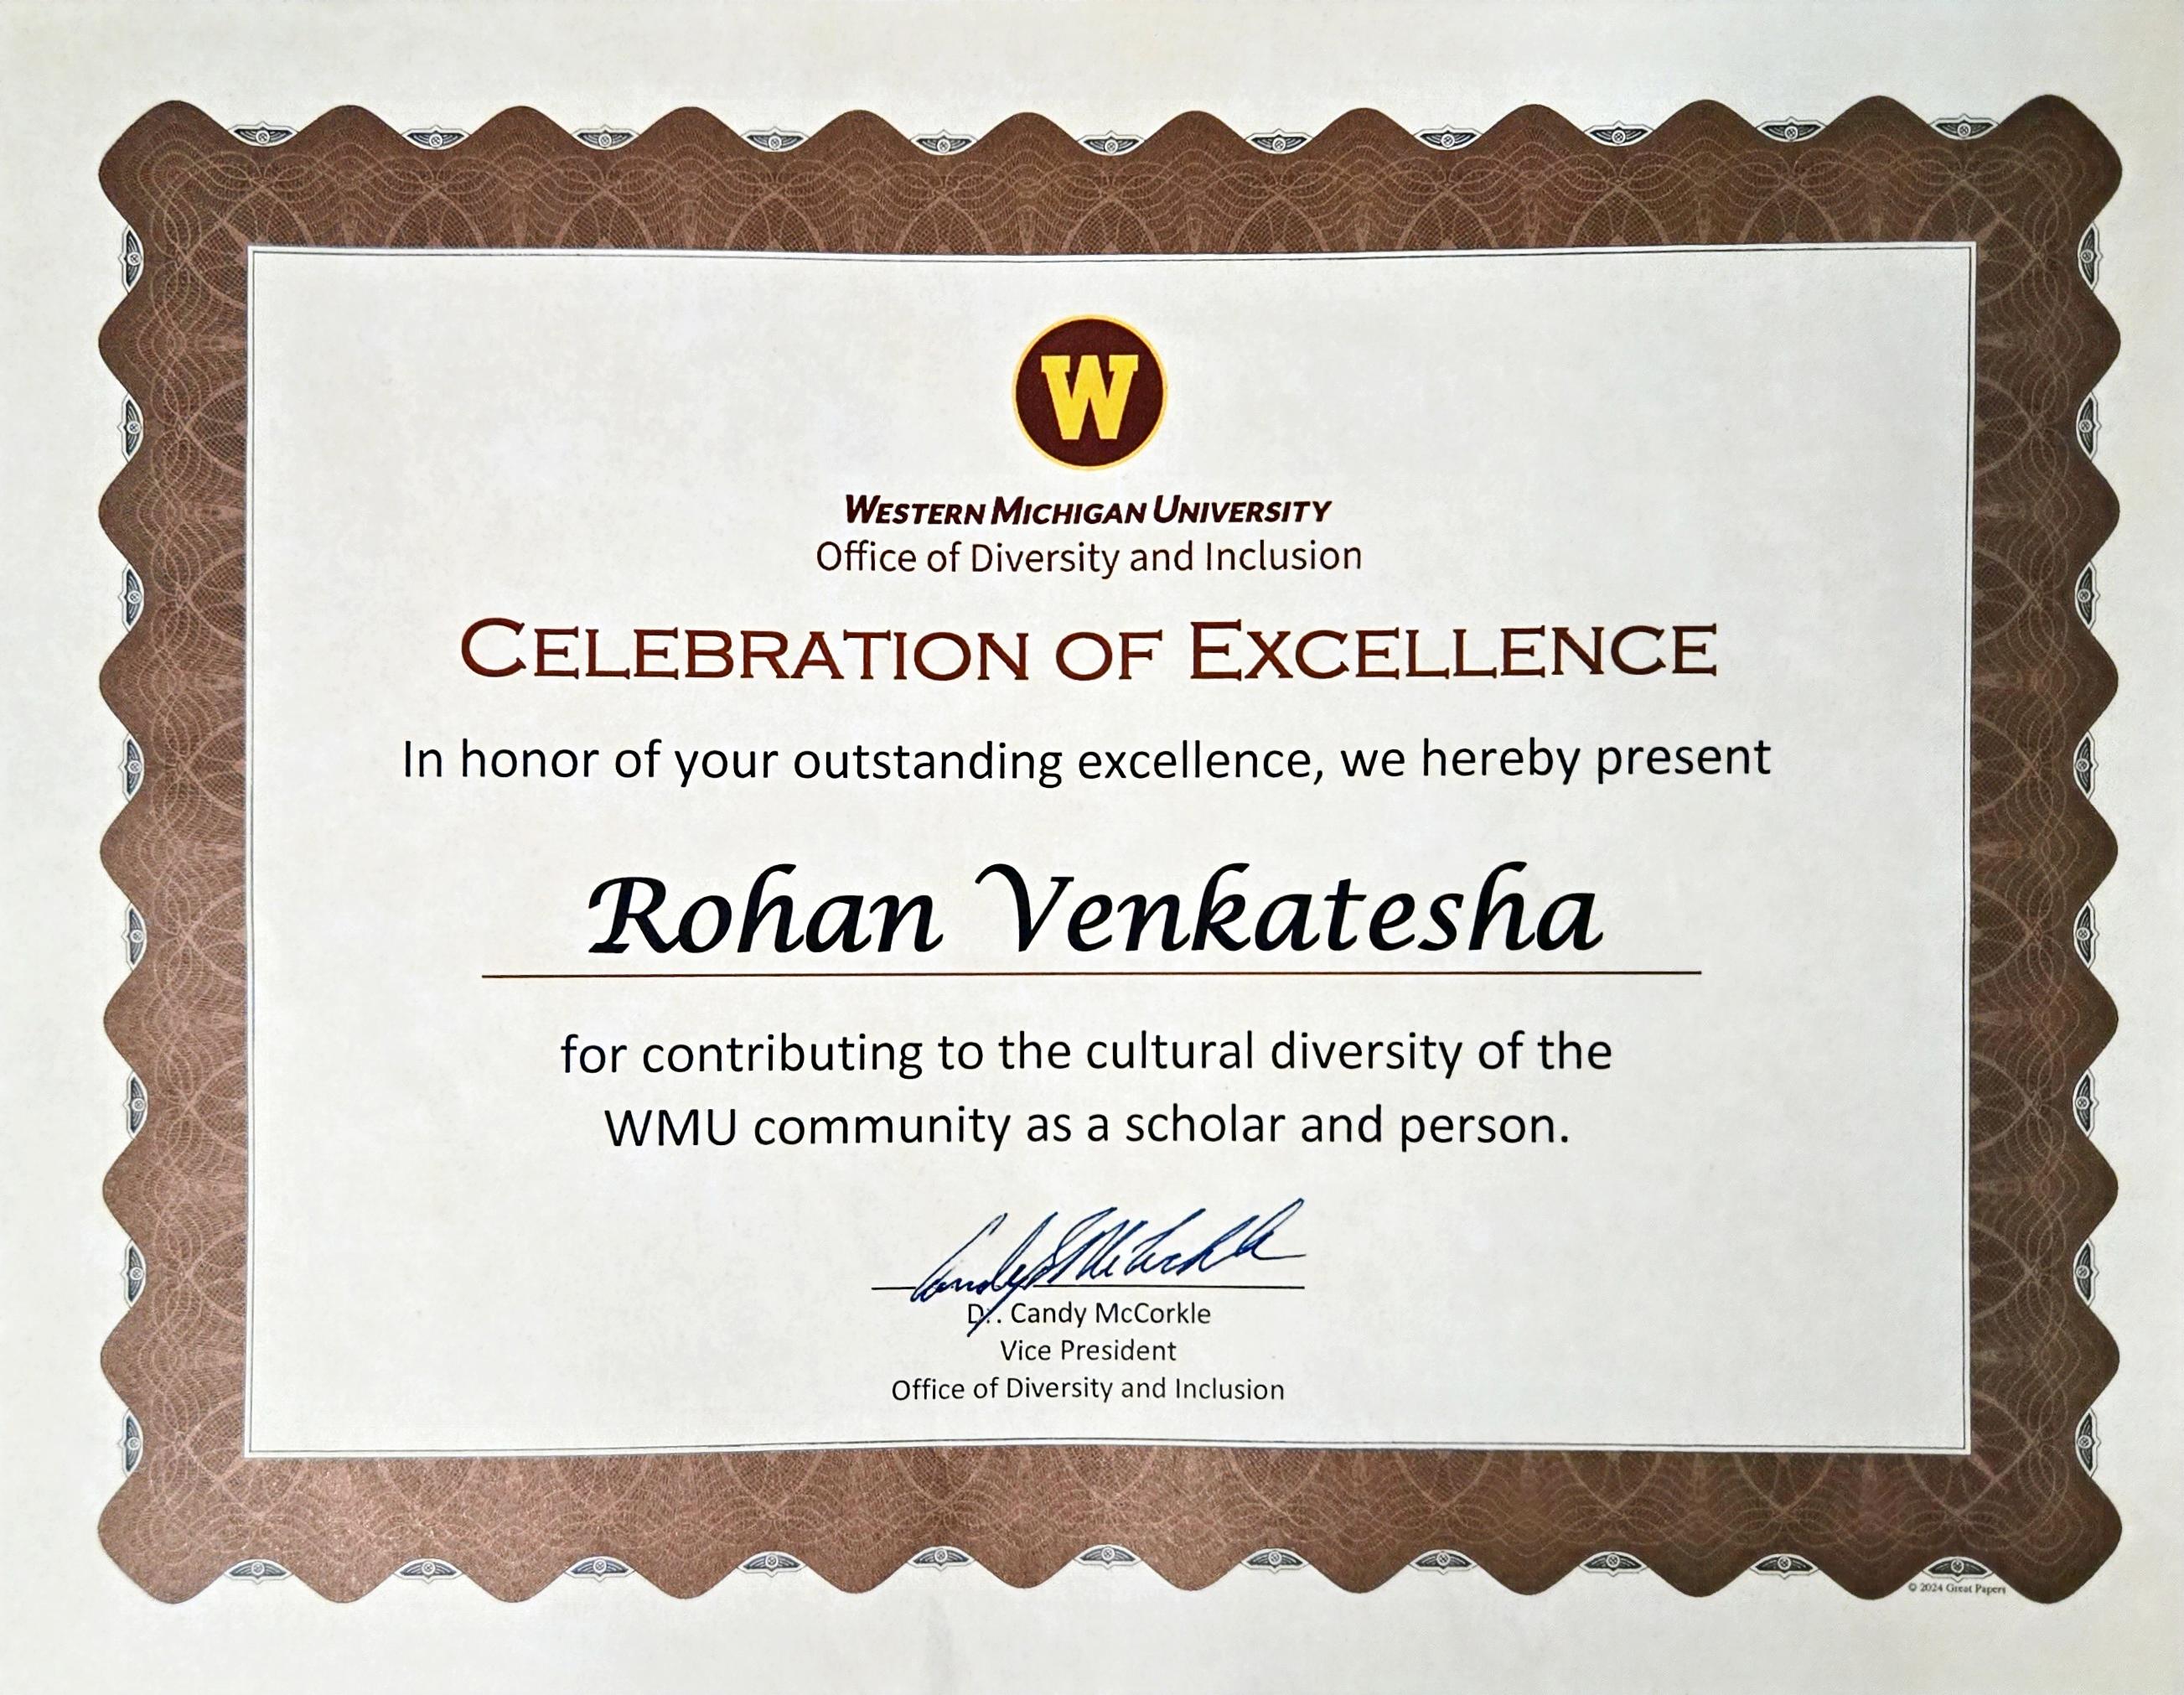 W
WESTERN MICHIGAN UNIVERSITY
Office of Diversity and Inclusion
CELEBRATION OF EXCELLENCE
In honor of your outstanding excellence, we hereby present
Rohan Venkatesha
for contributing to the cultural diversity of the
WMU community as a scholar and person.
Dr. Candy McCorkle
Vice President
Office of Diversity and Inclusion
© 2024 Great Papers